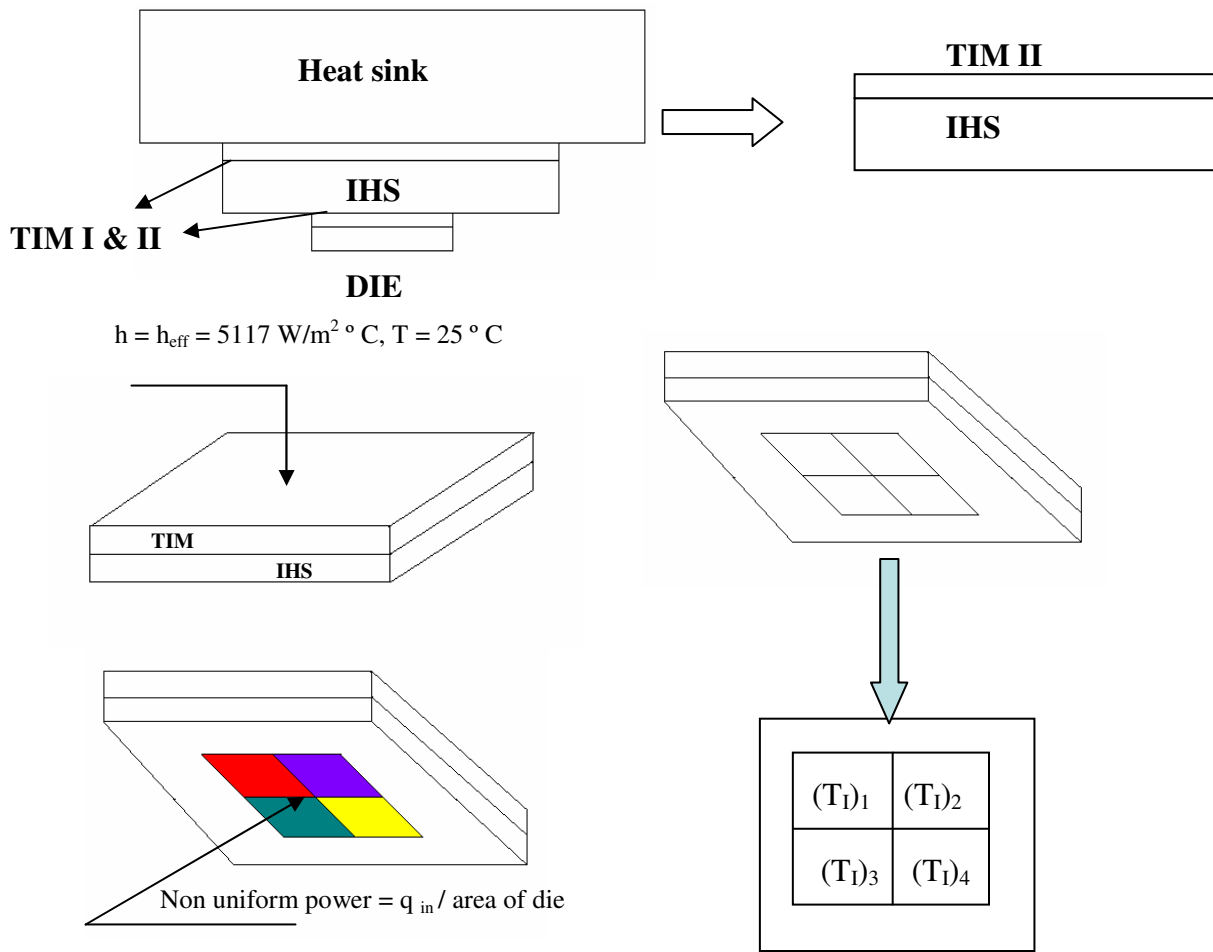 Heat sink
TIM II
IHS
IHS
TIM I & II
DIE
h = h_eff = 5117 W/m² º C, T = 25 º C
TIM
IHS
(T_I)_1 (T_I)_2
(T_I)_3 (T_I)_4
Non uniform power = q _in / area of die